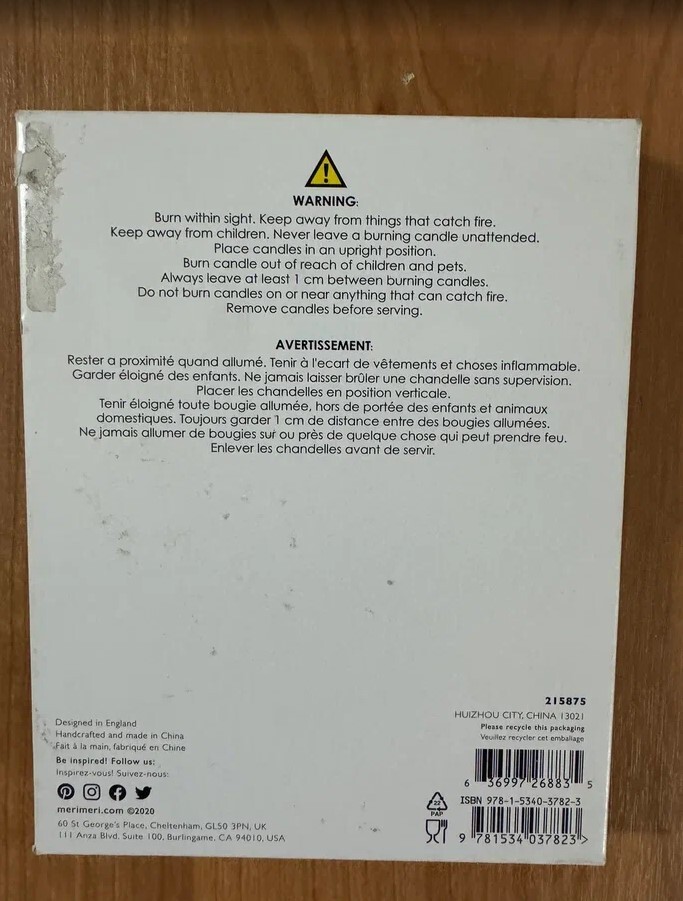 WARNING:
Burn within sight. Keep away from things that catch fire.
Keep away from children. Never leave a burning candle unattended.
Place candles in an upright position.
Burn candle out of reach of children and pets.
Always leave at least 1 cm between burning candles.
Do not burn candles on or near anything that can catch fire.
Remove candles before serving.
AVERTISSEMENT:
Rester a proximité quand allumé. Tenir à l'ecart de vêtements et choses inflammable.
Garder éloigné des enfants. Ne jamais laisser brûler une chandelle sans supervision.
Placer les chandelles en position verticale.
Tenir éloigné toute bougie allumée, hors de portée des enfants et animaux
domestiques. Toujours garder 1 cm de distance entre des bougies allumées.
Ne jamais allumer de bougies sur ou près de quelque chose qui peut prendre feu.
Enlever les chandelles avant de servir.
Designed in England
Handcrafted and made in China
Fait à la main, fabriqué en Chine
Be inspired! Follow us:
Inspirez-vous! Suivez-nous:
merimeri.com ©2020
60 St George's Place, Cheltenham, GL50 3PN, UK
111 Anza Blvd. Suite 100, Burlingame, CA 94010, USA
215875
HUIZHOU CITY, CHINA 13021
Please recycle this packaging
Veuillez recycler cet emballage
6 36997 26883 5
ISBN 978-1-5340-3782-3
22
PAP
9 781534 037823 >